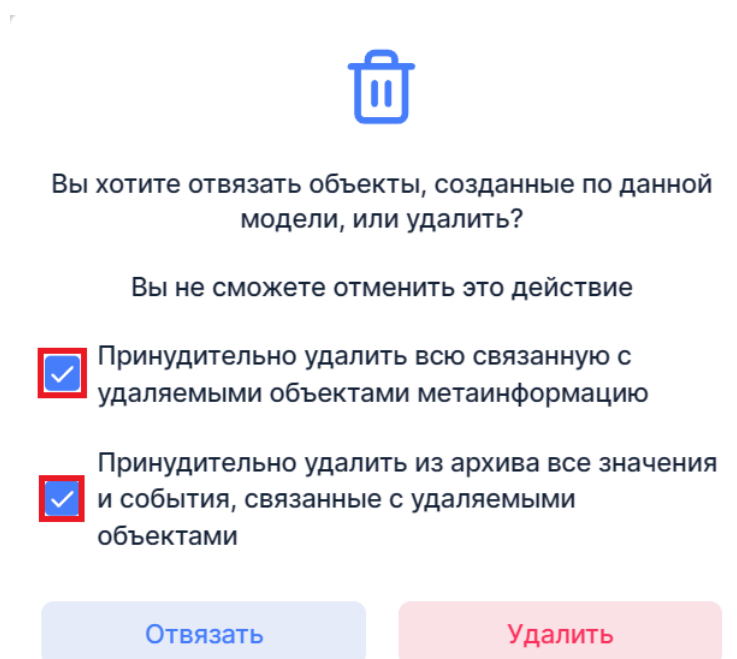 Вы хотите отвязать объекты, созданные по данной
модели, или удалить?
Вы не сможете отменить это действие
Принудительно удалить всю связанную с
удаляемыми объектами метаинформацию
Принудительно удалить из архива все значения
и события, связанные с удаляемыми
объектами
Отвязать
Удалить